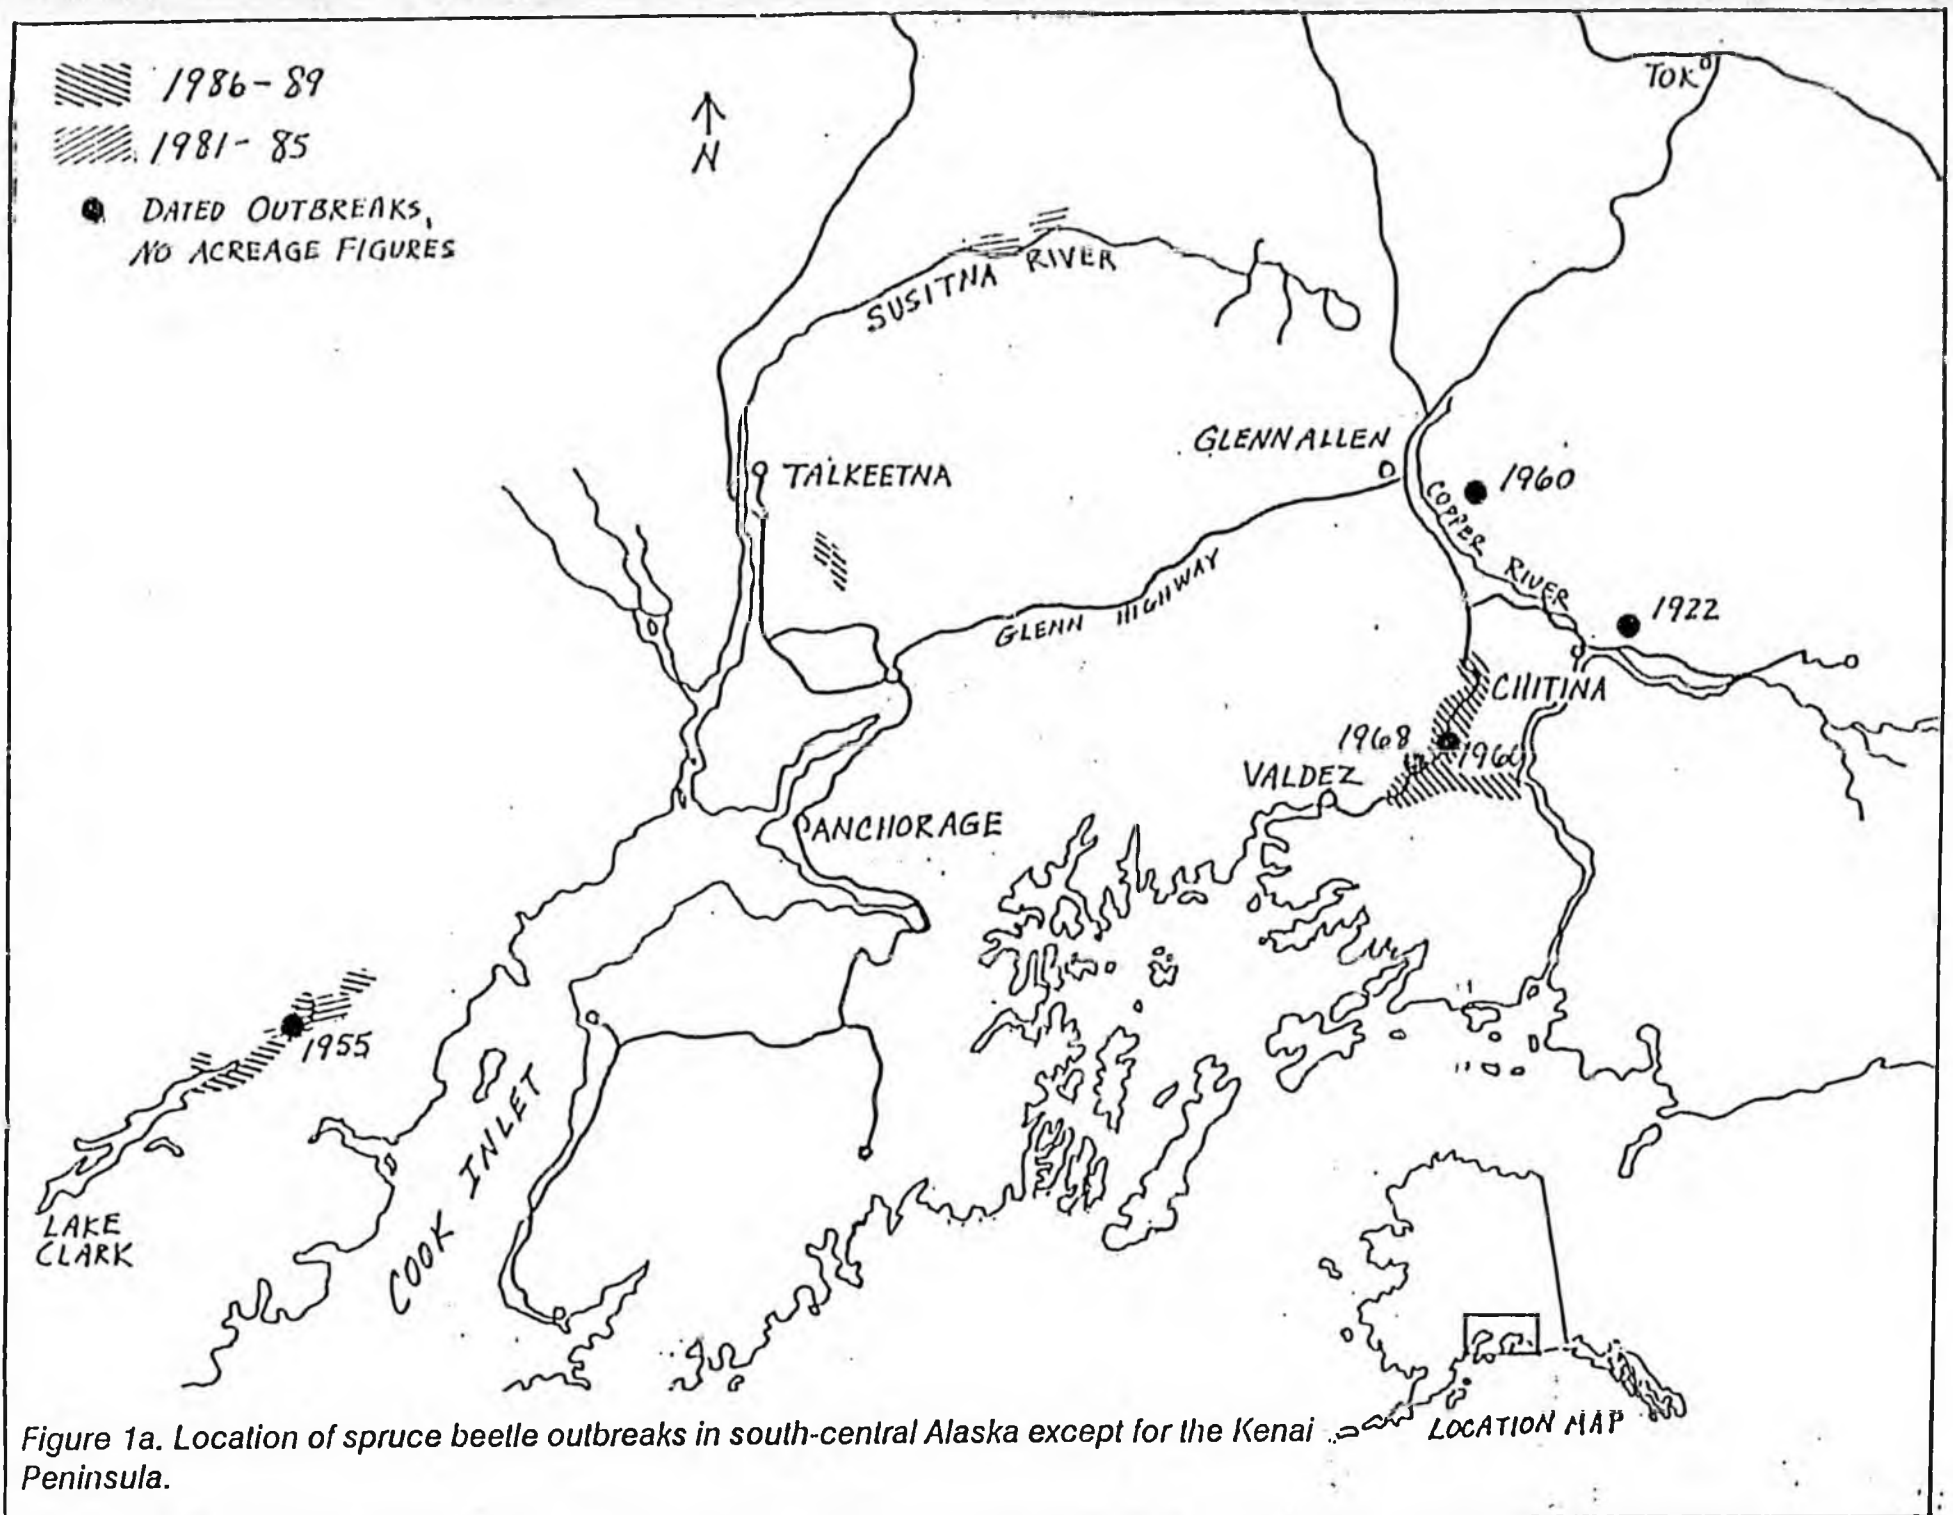 1986-89
1981-85
DATED OUTBREAKS,
NO ACREAGE FIGURES
N
TOK
SUSITNA RIVER
TALKEETNA
GLENNALLEN
1960
COPPER RIVER
GLENN HIGHWAY
1922
CHITINA
1968
VALDEZ
ANCHORAGE
1955
COOK INLET
LAKE
CLARK
LOCATION MAP
Figure 1a. Location of spruce beetle outbreaks in south-central Alaska except for the Kenai
Peninsula.